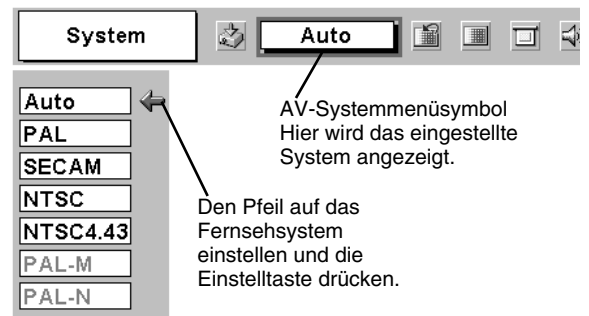 System
Auto
Auto
PAL
SECAM
NTSC
NTSC4.43
PAL-M
PAL-N
AV-Systemmenüsymbol
Hier wird das eingestellte
System angezeigt.
Den Pfeil auf das
Fernsehsystem
einstellen und die
Einstelltaste drücken.